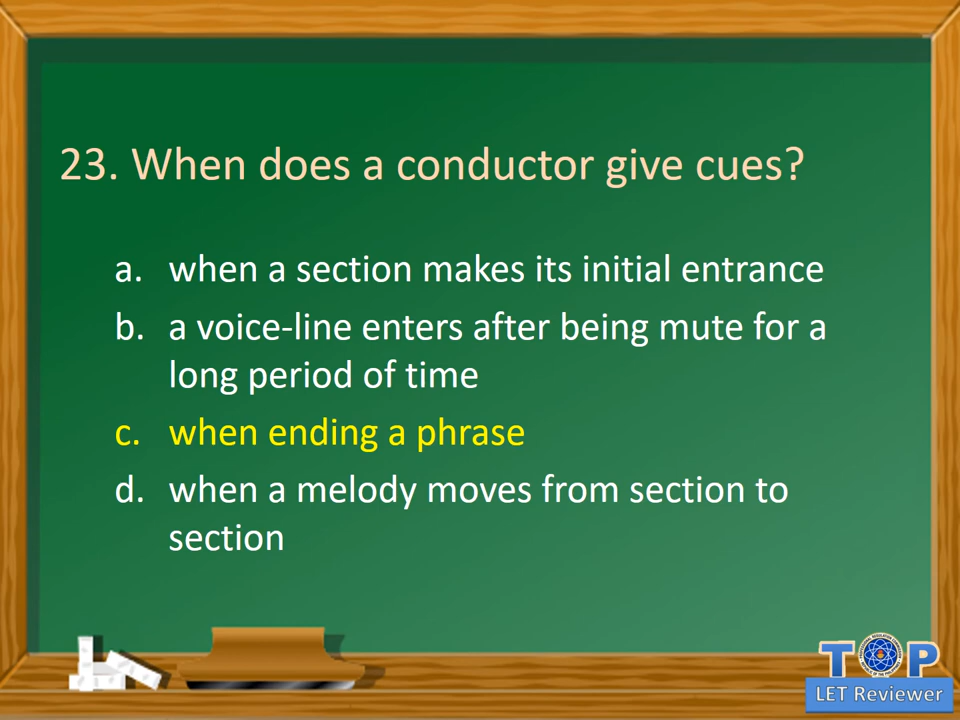 23. When does a conductor give cues?
a. when a section makes its initial entrance
b. a voice-line enters after being mute for a
long period of time
c. when ending a phrase
d. when a melody moves from section to
section
TOP
LET Reviewer